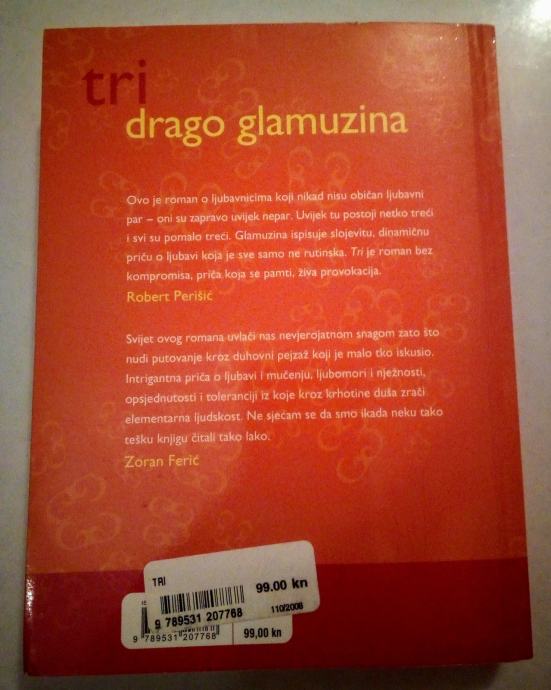 tri
drago glamuzina
Ovo je roman o ljubavnicima koji nikad nisu običan ljubavni
par – oni su zapravo uvijek nepar. Uvijek tu postoji netko treći
i svi su pomalo treći. Glamuzina ispisuje slojevitu, dinamičnu
priču o ljubavi koja je sve samo ne rutinska. Tri je roman bez
kompromisa, priča koja se pamti, živa provokacija.
Robert Perišić
Svijet ovog romana uvlači nas nevjerojatnom snagom zato što
nudi putovanje kroz duhovni pejzaž koji je malo tko iskusio.
Intrigantna priča o ljubavi i mučenju, ljubomori i nježnosti,
opsjednutosti i toleranciji iz koje kroz krhotine duša zrači
elementarna ljudskost. Ne sjećam se da smo ikada neku tako
tešku knjigu čitali tako lako.
Zoran Ferić
TRI
99.00 kn
9 789531 207768
110/2008
9 789531 207768
99,00 kn